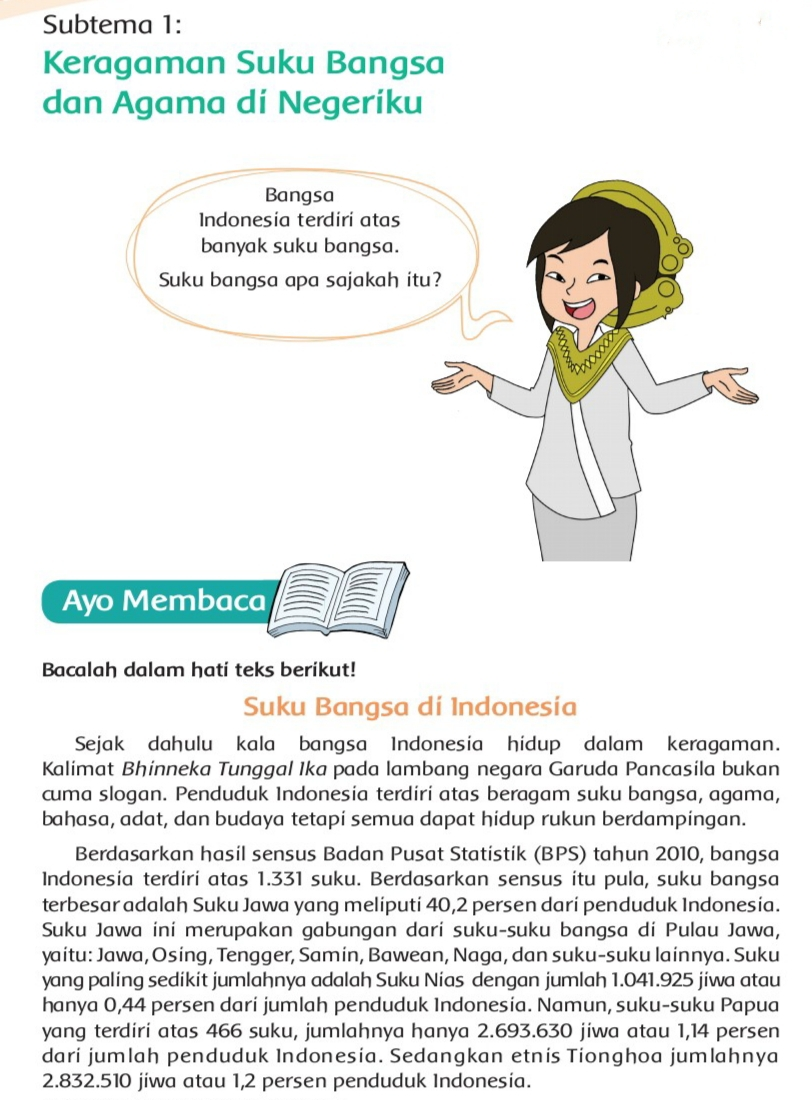 Subtema 1:
Keragaman Suku Bangsa
dan Agama di Negeriku
Bangsa
Indonesia terdiri atas
banyak suku bangsa.
Suku bangsa apa sajakah itu?
Ayo Membaca
Bacalah dalam hati teks berikut!
Suku Bangsa di Indonesia
Sejak dahulu kala bangsa Indonesia hidup dalam keragaman.
Kalimat Bhinneka Tunggal Ika pada lambang negara Garuda Pancasila bukan
cuma slogan. Penduduk Indonesia terdiri atas beragam suku bangsa, agama,
bahasa, adat, dan budaya tetapi semua dapat hidup rukun berdampingan.
Berdasarkan hasil sensus Badan Pusat Statistik (BPS) tahun 2010, bangsa
Indonesia terdiri atas 1.331 suku. Berdasarkan sensus itu pula, suku bangsa
terbesar adalah Suku Jawa yang meliputi 40,2 persen dari penduduk Indonesia.
Suku Jawa ini merupakan gabungan dari suku-suku bangsa di Pulau Jawa,
yaitu: Jawa, Osing, Tengger, Samin, Bawean, Naga, dan suku-suku lainnya. Suku
yang paling sedikit jumlahnya adalah Suku Nias dengan jumlah 1.041.925 jiwa atau
hanya 0,44 persen dari jumlah penduduk Indonesia. Namun, suku-suku Papua
yang terdiri atas 466 suku, jumlahnya hanya 2.693.630 jiwa atau 1,14 persen
dari jumlah penduduk Indonesia. Sedangkan etnis Tionghoa jumlahnya
2.832.510 jiwa atau 1,2 persen penduduk Indonesia.